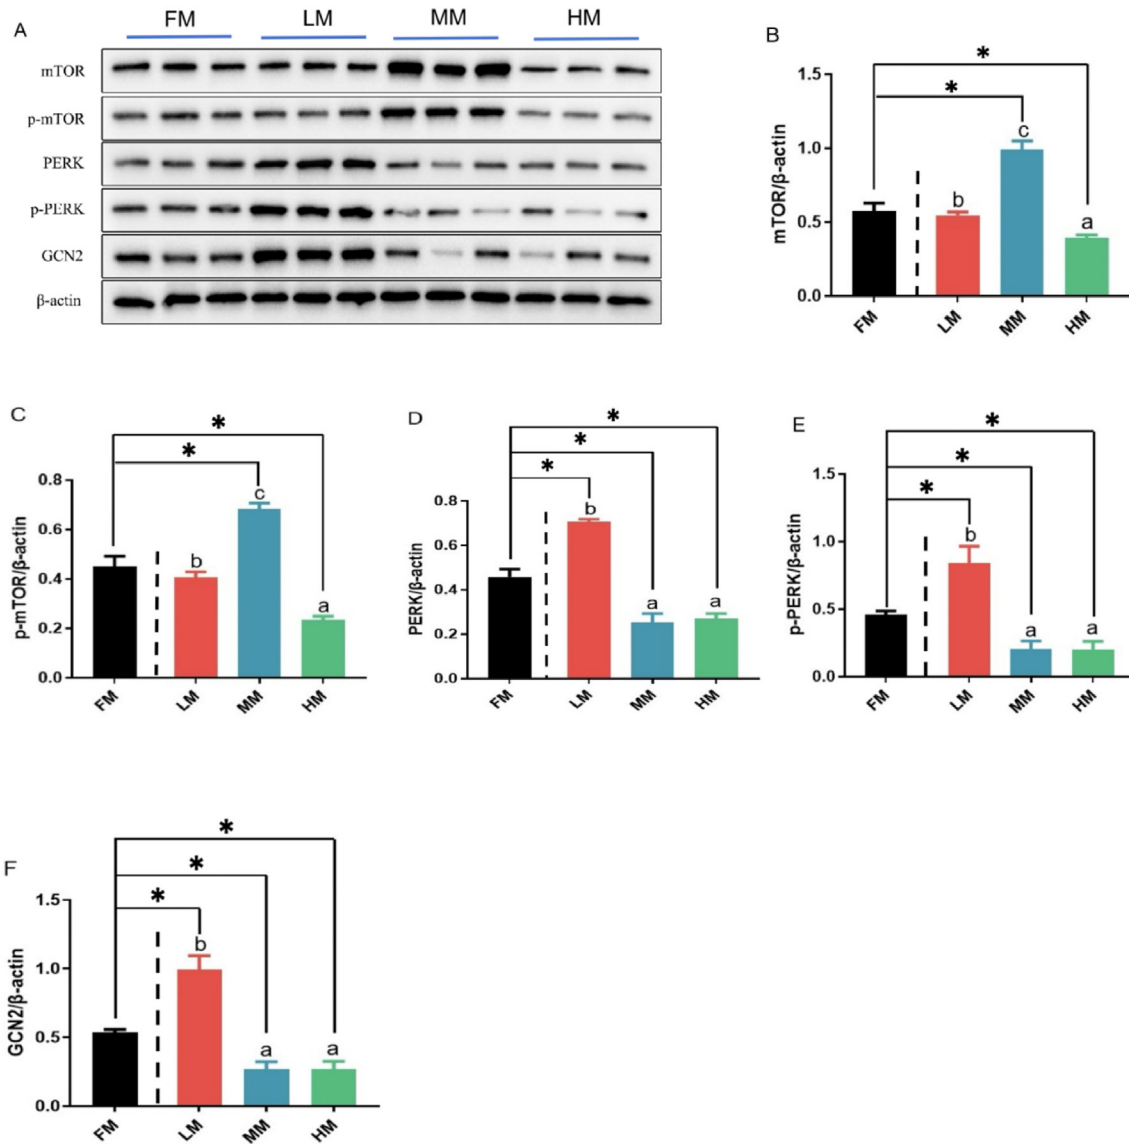 A
FM LM MM HM
mTOR
p-mTOR
PERK
p-PERK
GCN2
β-actin
B
mTOR/β-actin
1.5
1.0
0.5
0.0
* *
b c a
FM LM MM HM
C
p-mTOR/β-actin
0.8
0.6
0.4
0.2
0.0
* *
b c a
FM LM MM HM
D
PERK/β-actin
0.8
0.6
0.4
0.2
0.0
* * *
b a a
FM LM MM HM
E
p-PERK/β-actin
1.5
1.0
0.5
0.0
* * *
b a a
FM LM MM HM
F
GCN2/β-actin
1.5
1.0
0.5
0.0
* * *
b a a
FM LM MM HM